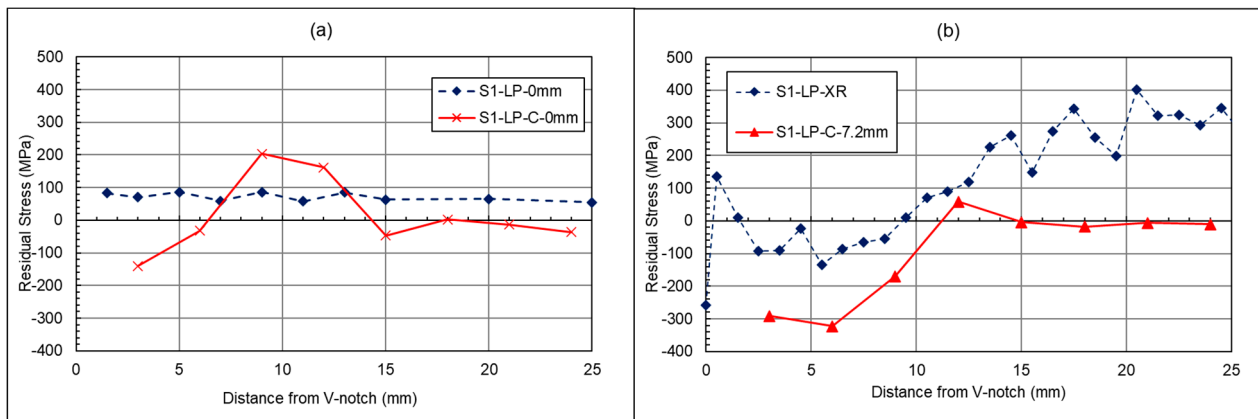 (a)
500
400
300
200
100
0
-100
-200
-300
-400
Residual Stress (MPa)
S1-LP-0mm
S1-LP-C-0mm
0 5 10 15 20 25
Distance from V-notch (mm)
(b)
500
400
300
200
100
0
-100
-200
-300
-400
Residual Stress (MPa)
S1-LP-XR
S1-LP-C-7.2mm
0 5 10 15 20 25
Distance from V-notch (mm)